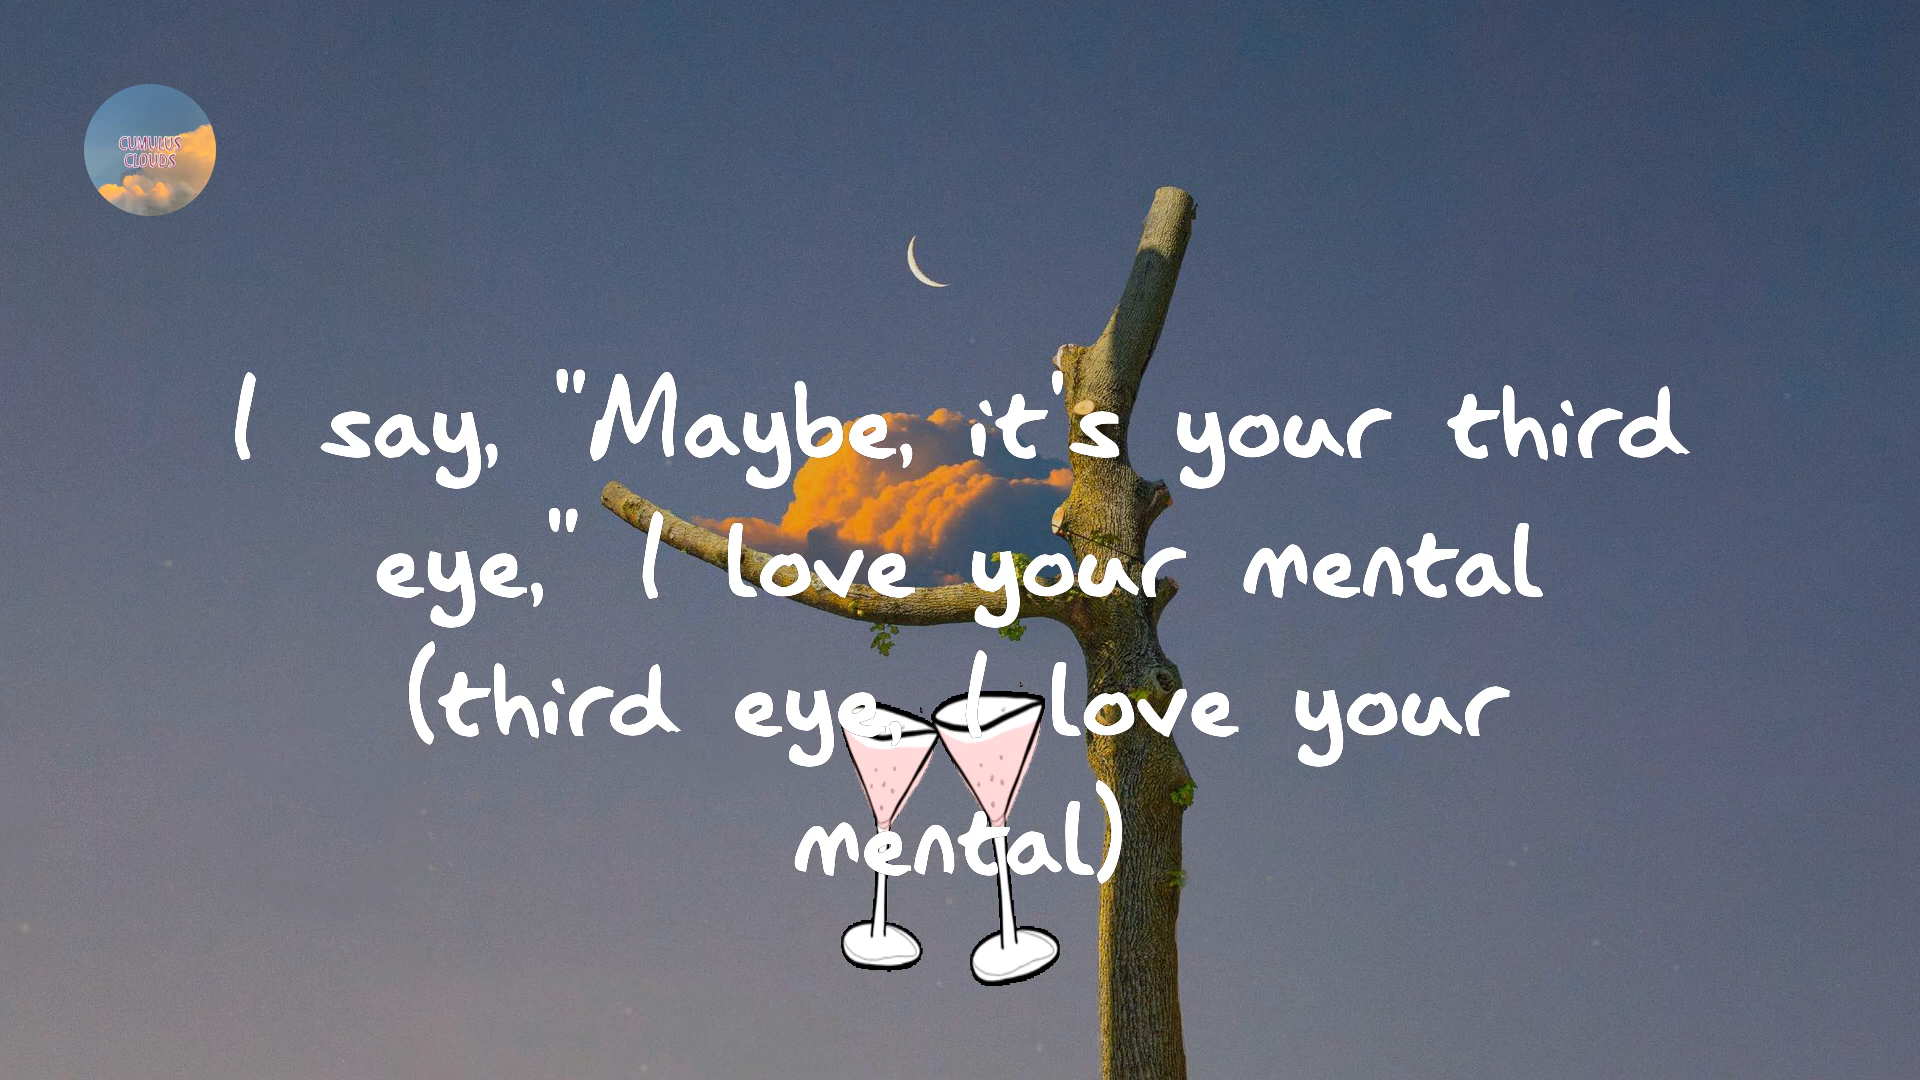 CUMULUS
CLOUDS
I say, "Maybe, it's your third
eye," I love your mental
(third eye, I love your
mental)